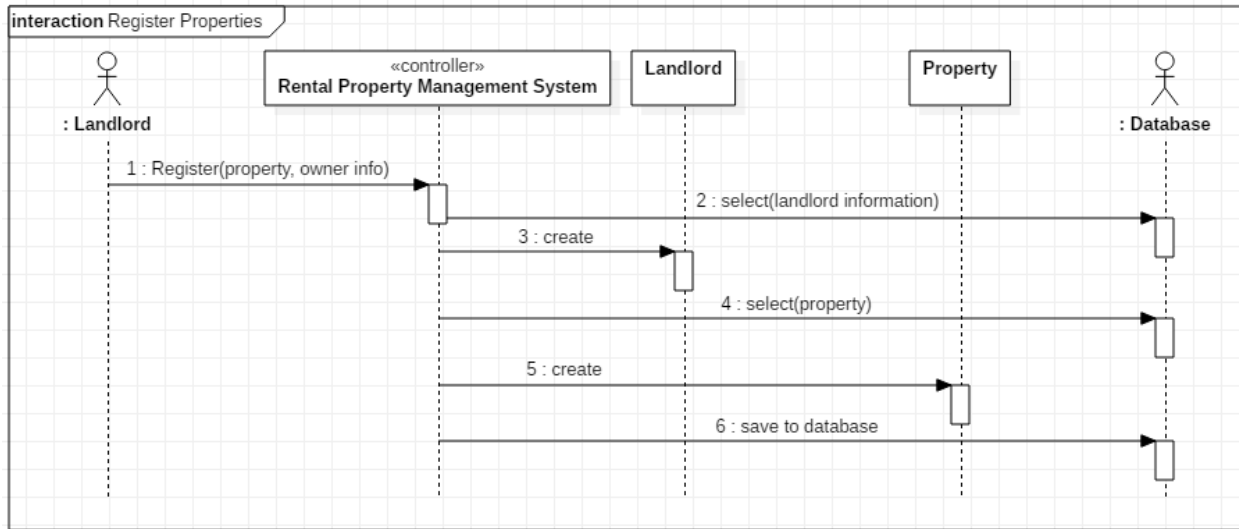 interaction Register Properties
«controller»
Rental Property Management System
Landlord
Property
: Landlord
: Database
1 : Register(property, owner info)
2 : select(landlord information)
3 : create
4 : select(property)
5 : create
6 : save to database